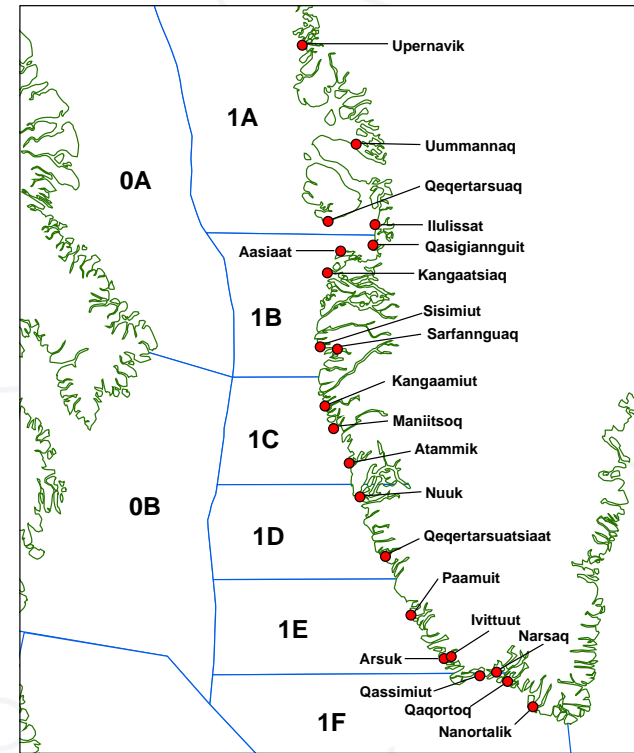 Upernavik
1A
Uummannaq
0A
Qeqertarsuaq
Ilulissat
Aasiaat
Qasigiannguit
Kangaatsiaq
Sisimiut
1B
Sarfannguaq
Kangaamiut
Maniitsoq
1C
Atammik
Nuuk
0B
1D
Qeqertarsuatsiaat
Paamuit
1E
Ivittuut
Narsaq
Arsuk
Qassimiut
Qaqortoq
1F
Nanortalik